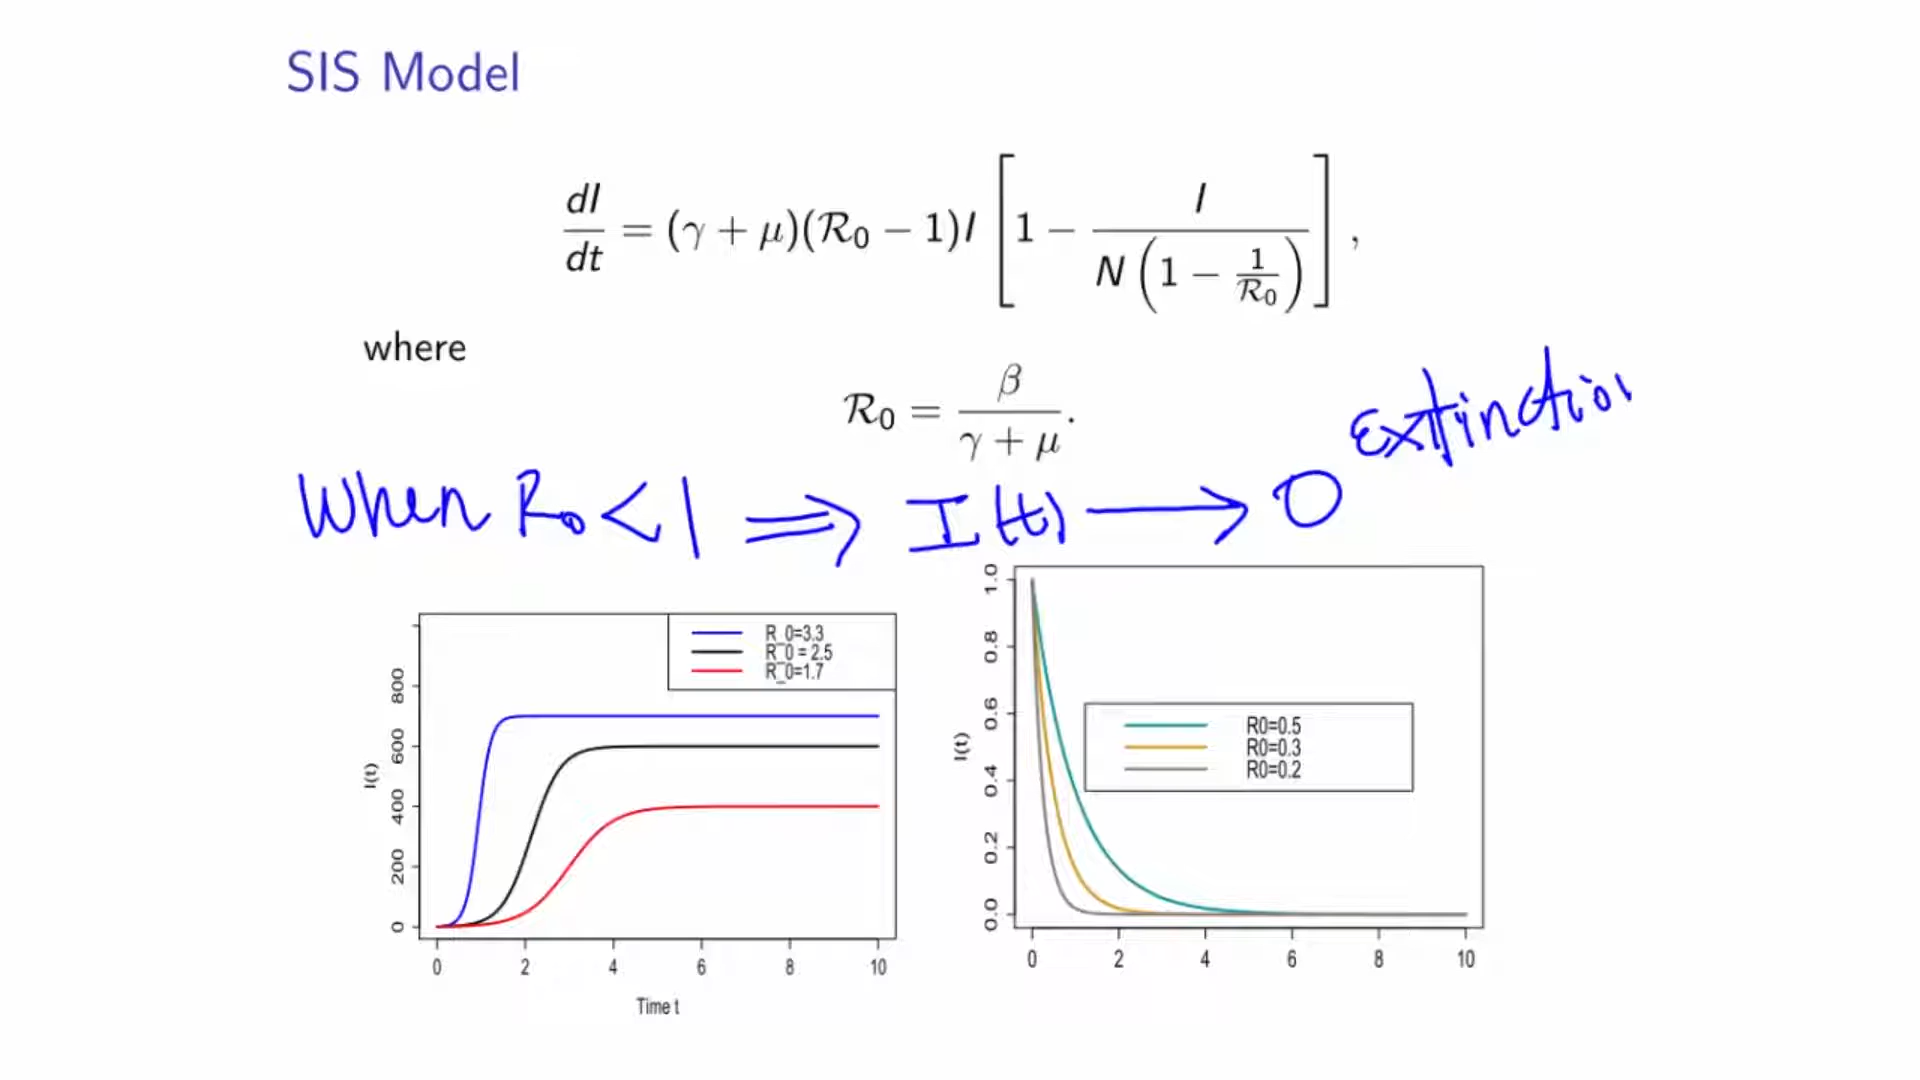 SIS Model
dI/dt = (γ + μ)(R₀ − 1)I [1 − I / N(1 − 1/R₀)],
where
R₀ = β / γ + μ.
Extinction
When R₀ < 1 ⟹ I(t) ⟶ 0
R_0=3.3
R_0 = 2.5
R_0=1.7
I(t)
800
600
400
200
0
0 2 4 6 8 10
Time t
R0=0.5
R0=0.3
R0=0.2
I(t)
1.0
0.8
0.6
0.4
0.2
0.0
0 2 4 6 8 10